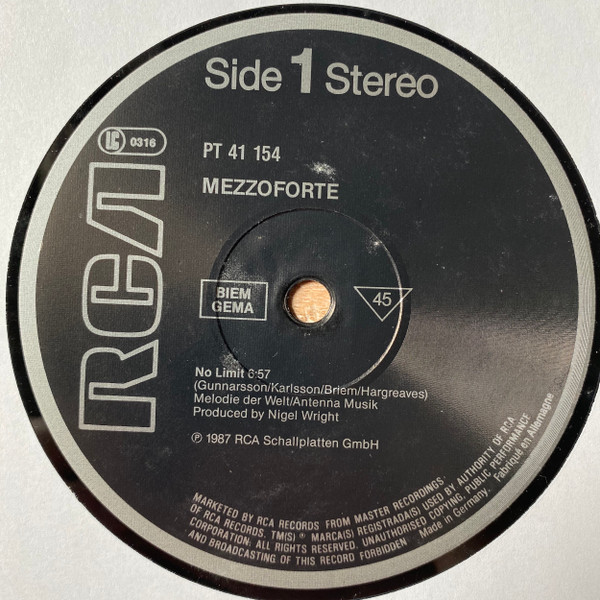 Side 1 Stereo
LC 0316
PT 41 154
MEZZOFORTE
RCA
BIEM
GEMA
45
No Limit 6:57
(Gunnarsson/Karlsson/Briem/Hargreaves)
Melodie der Welt/Antenna Musik
Produced by Nigel Wright
℗ 1987 RCA Schallplatten GmbH
MARKETED BY RCA RECORDS FROM MASTER RECORDINGS
OF RCA RECORDS. TM(S) ® MARCA(S) REGISTRADA(S) USED BY AUTHORITY OF RCA
CORPORATION. ALL RIGHTS RESERVED. UNAUTHORISED COPYING, PUBLIC PERFORMANCE
AND BROADCASTING OF THIS RECORD FORBIDDEN Made in Germany. Fabriqué en Allemagne